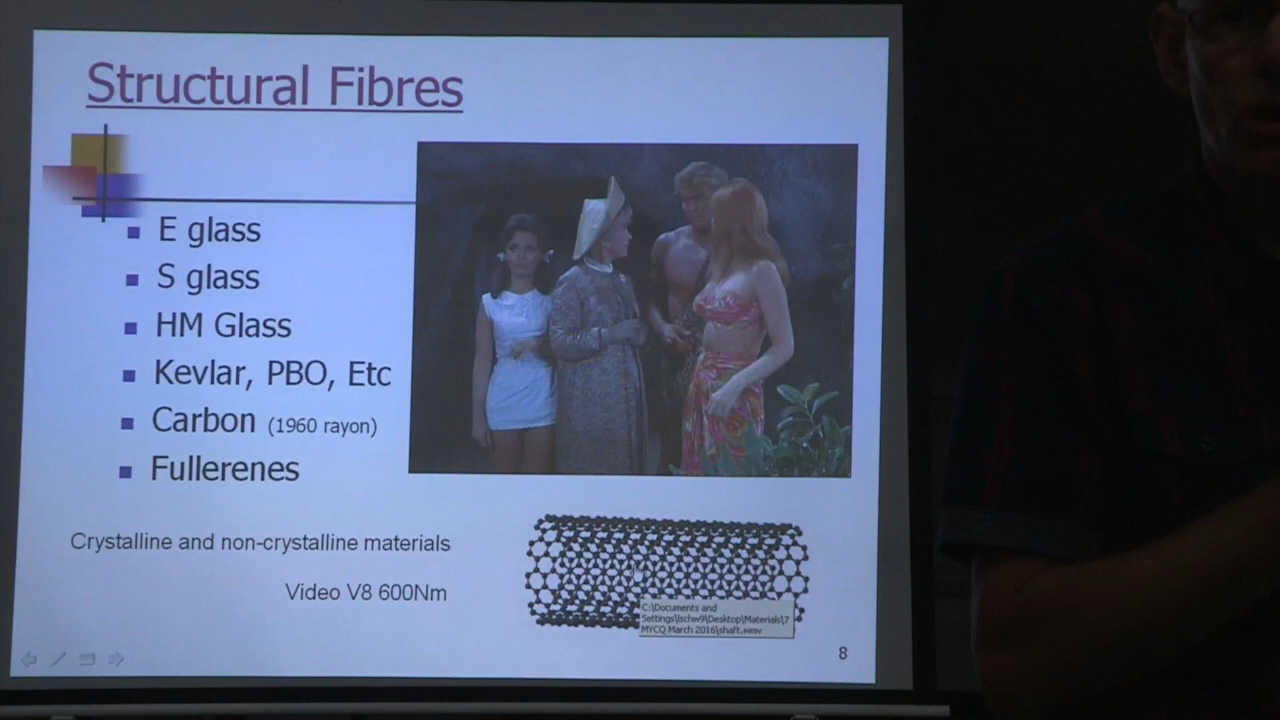 Structural Fibres
E glass
S glass
HM Glass
Kevlar, PBO, Etc
Carbon (1960 rayon)
Fullerenes
Crystalline and non-crystalline materials
Video V8 600Nm
C:\Documents and
Settings\lschw9\Desktop\Materials\7
MYCQ March 2016\shaft.wmv
8